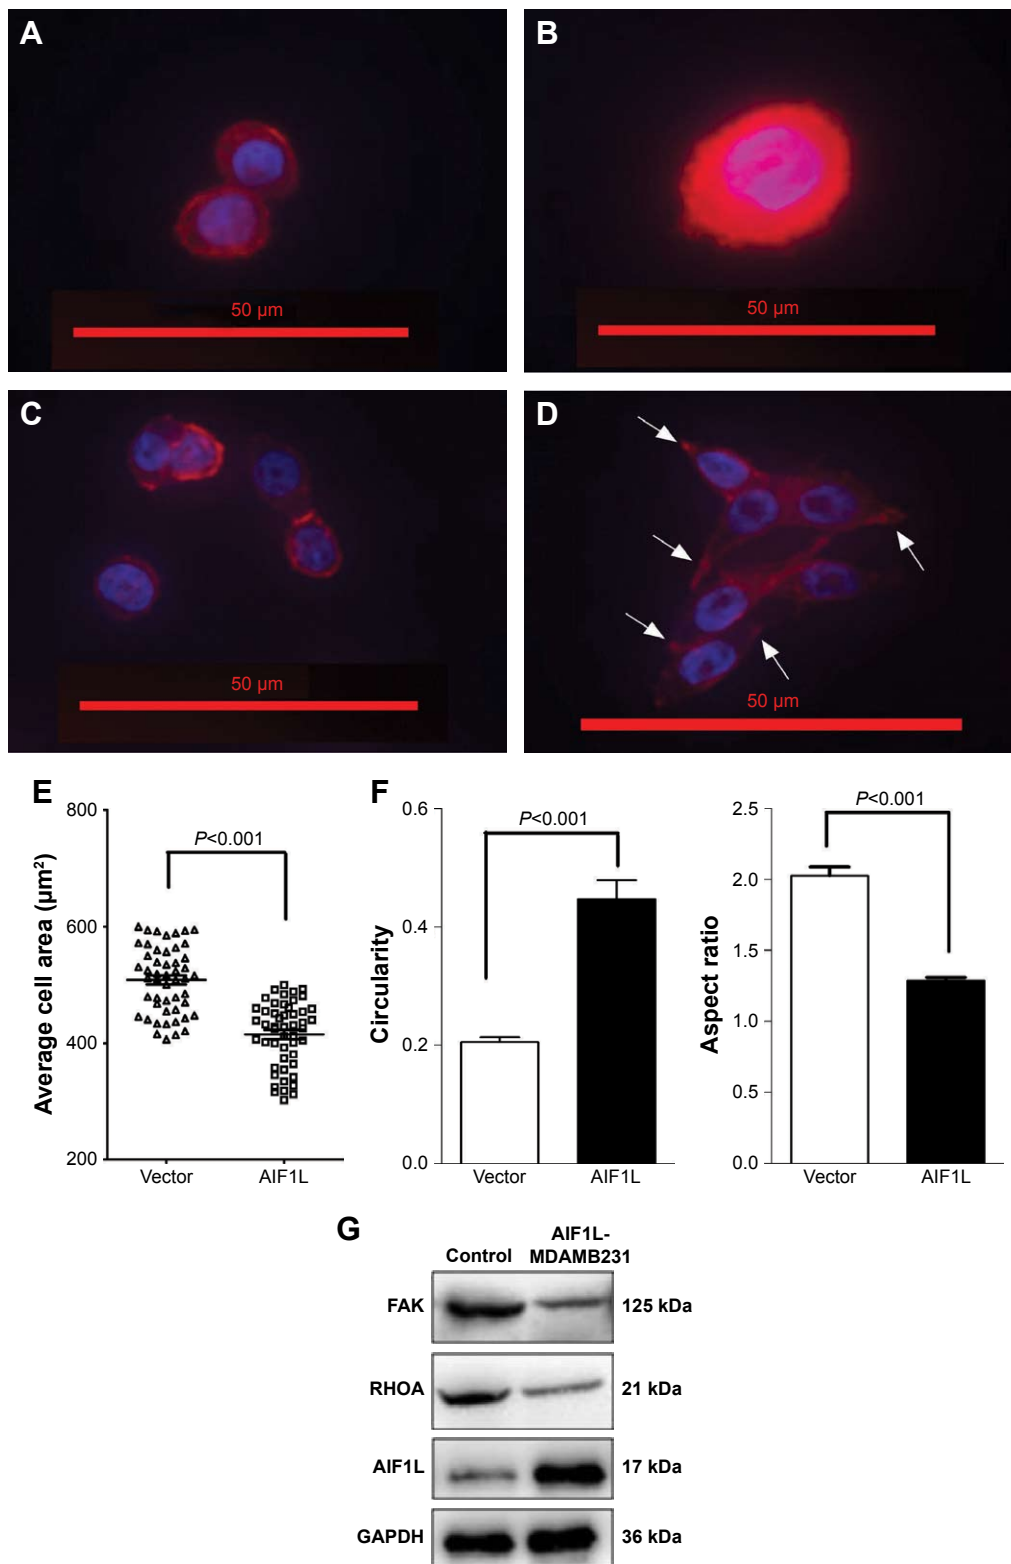 A
B
50 µm
50 µm
C
D
50 µm
50 µm
E
F
800
600
400
200
Average cell area (µm²)
P<0.001
Vector
AIF1L
0.6
0.4
0.2
0.0
Circularity
P<0.001
Vector
AIF1L
2.5
2.0
1.5
1.0
0.5
0.0
Aspect ratio
P<0.001
Vector
AIF1L
G
Control
AIF1L-
MDAMB231
FAK
125 kDa
RHOA
21 kDa
AIF1L
17 kDa
GAPDH
36 kDa